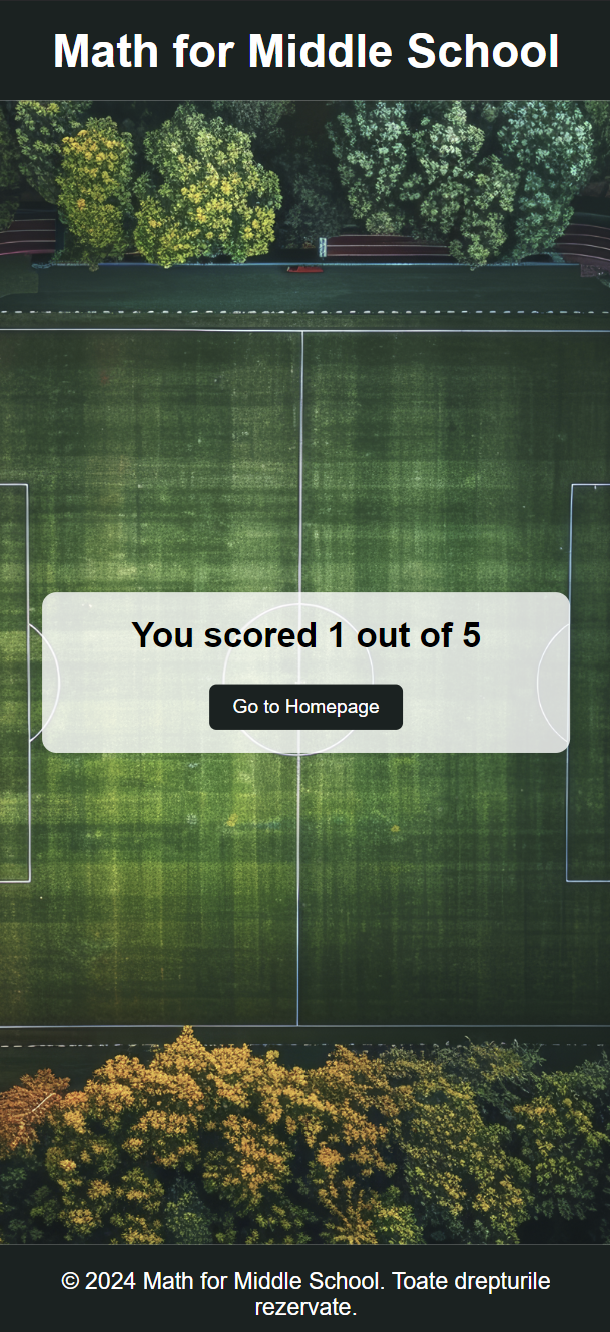 Math for Middle School
You scored 1 out of 5
Go to Homepage
© 2024 Math for Middle School. Toate drepturile
rezervate.